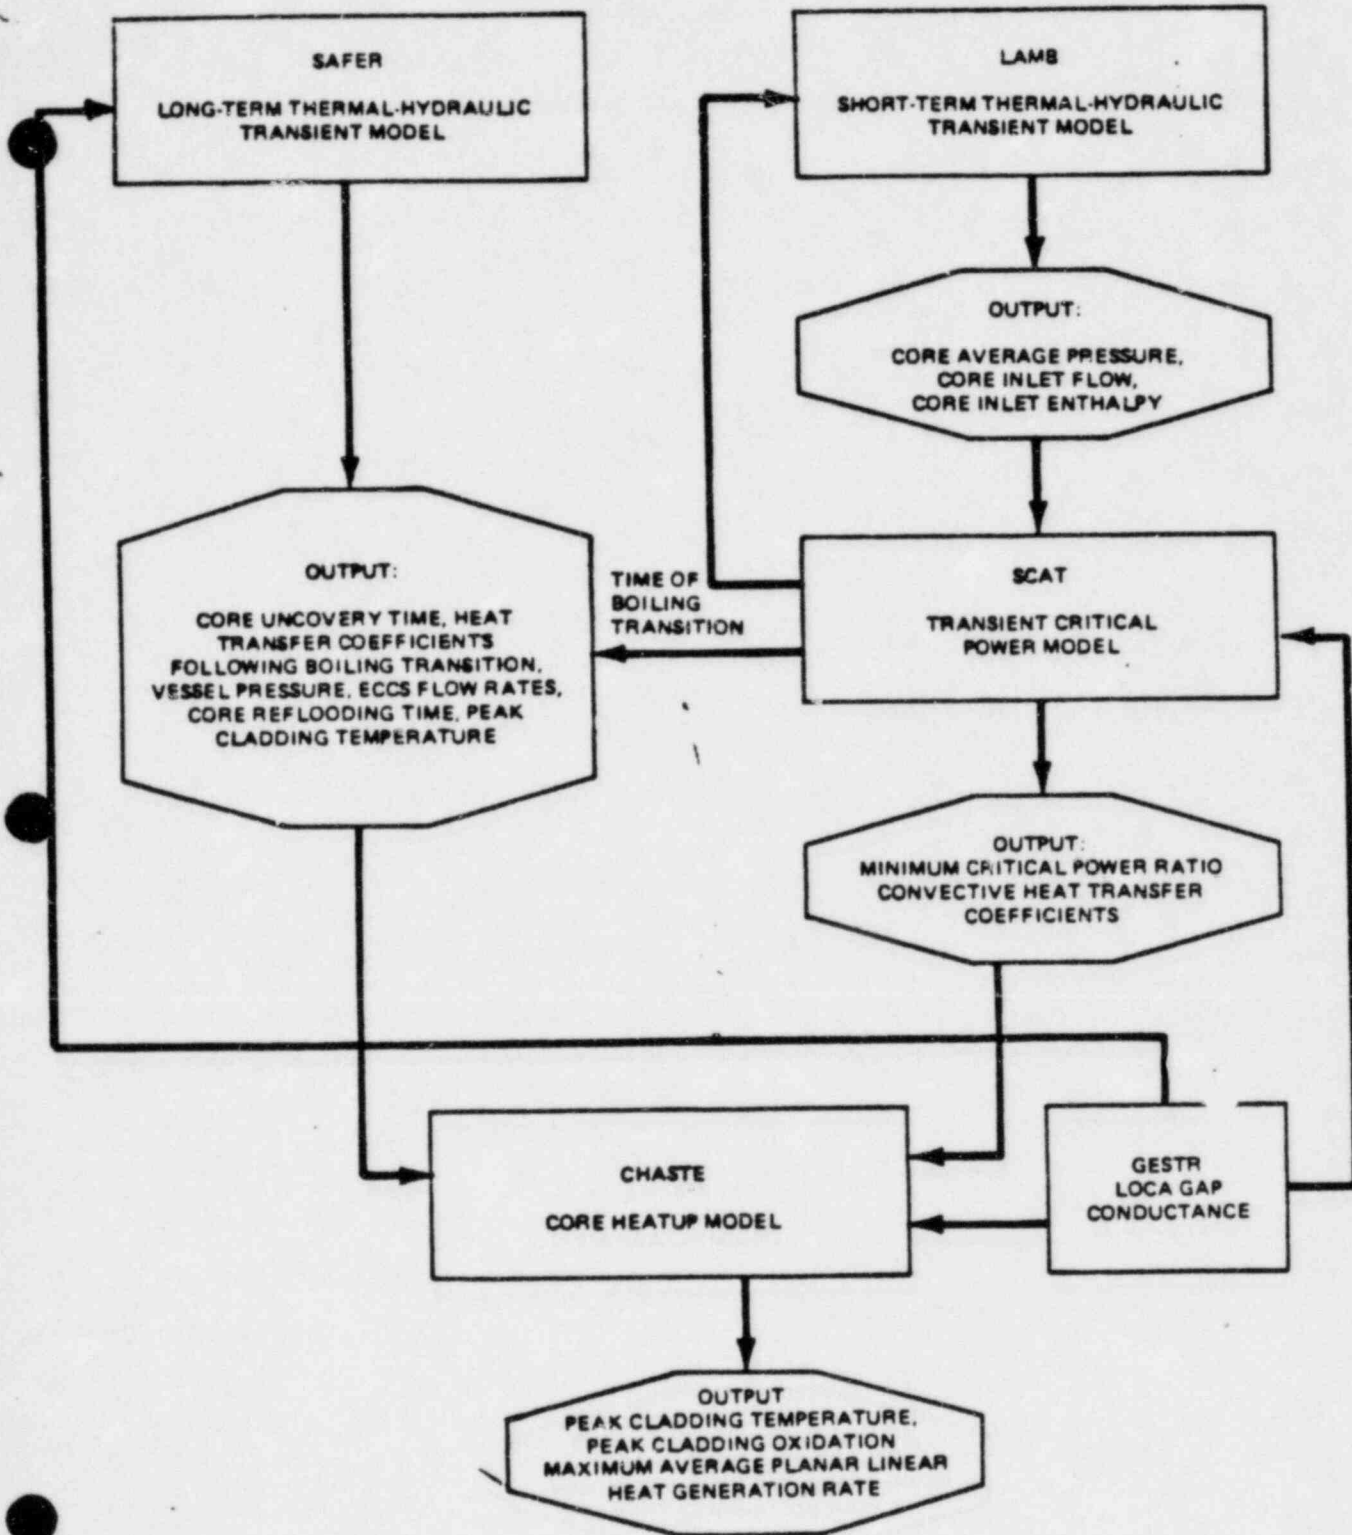 SAFER
LONG-TERM THERMAL-HYDRAULIC
TRANSIENT MODEL
LAMB
SHORT-TERM THERMAL-HYDRAULIC
TRANSIENT MODEL
OUTPUT:
CORE AVERAGE PRESSURE,
CORE INLET FLOW,
CORE INLET ENTHALPY
OUTPUT:
CORE UNCOVERY TIME, HEAT
TRANSFER COEFFICIENTS
FOLLOWING BOILING TRANSITION,
VESSEL PRESSURE, ECCS FLOW RATES,
CORE REFLOODING TIME, PEAK
CLADDING TEMPERATURE
TIME OF
BOILING
TRANSITION
SCAT
TRANSIENT CRITICAL
POWER MODEL
OUTPUT:
MINIMUM CRITICAL POWER RATIO
CONVECTIVE HEAT TRANSFER
COEFFICIENTS
CHASTE
CORE HEATUP MODEL
GESTR
LOCA GAP
CONDUCTANCE
OUTPUT
PEAK CLADDING TEMPERATURE,
PEAK CLADDING OXIDATION
MAXIMUM AVERAGE PLANAR LINEAR
HEAT GENERATION RATE